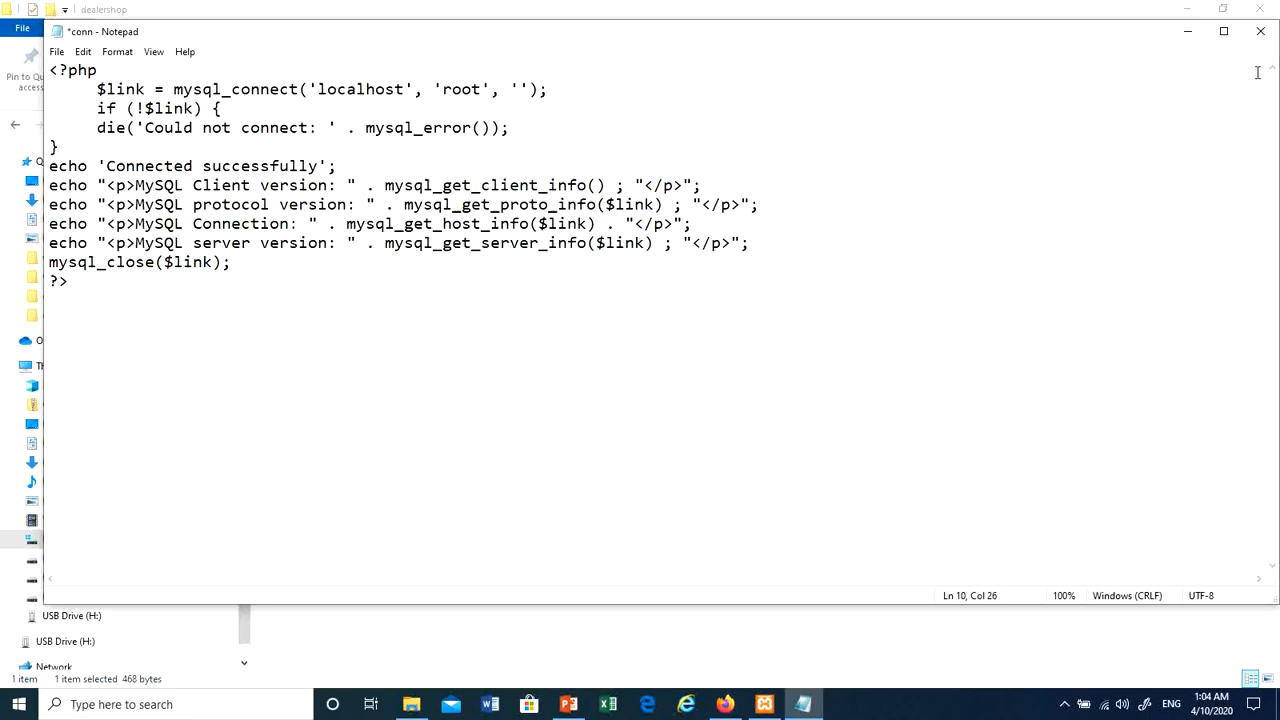 dealershop
File
*conn - Notepad
File Edit Format View Help
Pin to Qu
access
<?php
$link = mysql_connect('localhost', 'root', '');
if (!$link) {
die('Could not connect: ' . mysql_error());
}
echo 'Connected successfully';
echo "<p>MySQL Client version: " . mysql_get_client_info() ; "</p>";
echo "<p>MySQL protocol version: " . mysql_get_proto_info($link) ; "</p>";
echo "<p>MySQL Connection: " . mysql_get_host_info($link) . "</p>";
echo "<p>MySQL server version: " . mysql_get_server_info($link) ; "</p>";
mysql_close($link);
?>
Q
O
Th
Ln 10, Col 26 100% Windows (CRLF) UTF-8
USB Drive (H:)
USB Drive (H:)
Network
1 item 1 item selected 468 bytes
Type here to search
ENG
1:04 AM
4/10/2020